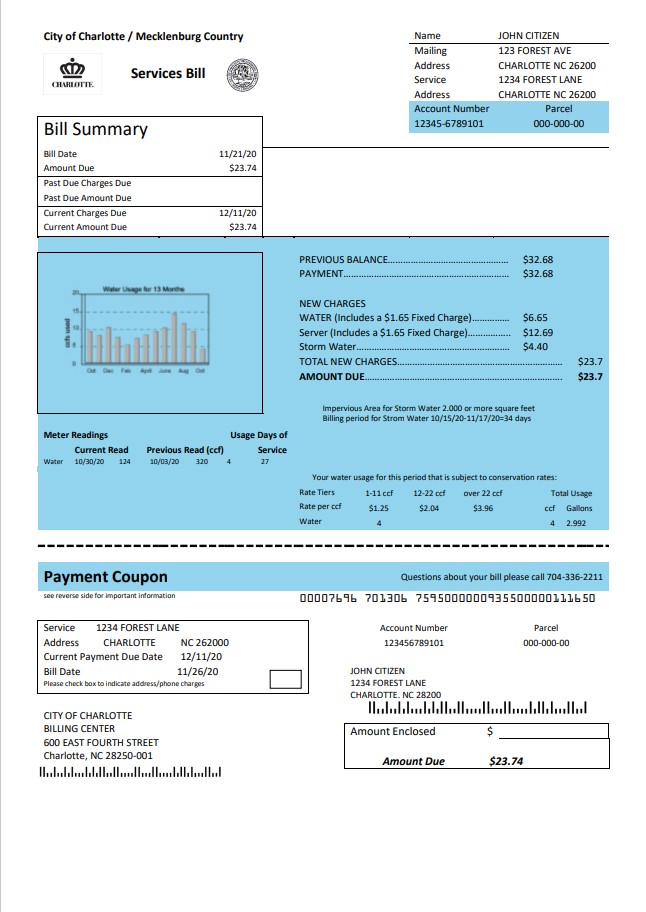 City of Charlotte / Mecklenburg Country
CHARLOTTE
Services Bill
Name JOHN CITIZEN
Mailing 123 FOREST AVE
Address CHARLOTTE NC 26200
Service 1234 FOREST LANE
Address CHARLOTTE NC 26200
Account Number Parcel
12345-6789101 000-000-00
Bill Summary
Bill Date 11/21/20
Amount Due $23.74
Past Due Charges Due
Past Due Amount Due
Current Charges Due 12/11/20
Current Amount Due $23.74
Water Usage for 13 Months
ccfs used
20
15
10
5
0
Oct Dec Feb April June Aug Oct
PREVIOUS BALANCE................................................ $32.68
PAYMENT................................................................ $32.68
NEW CHARGES
WATER (Includes a $1.65 Fixed Charge).............. $6.65
Server (Includes a $1.65 Fixed Charge)................ $12.69
Storm Water.......................................................... $4.40
TOTAL NEW CHARGES................................................................ $23.7
AMOUNT DUE............................................................................ $23.7
Impervious Area for Storm Water 2.000 or more square feet
Billing period for Strom Water 10/15/20-11/17/20=34 days
Meter Readings Usage Days of
Current Read Previous Read (ccf) Service
Water 10/30/20 124 10/03/20 320 4 27
Your water usage for this period that is subject to conservation rates:
Rate Tiers 1-11 ccf 12-22 ccf over 22 ccf Total Usage
Rate per ccf $1.25 $2.04 $3.96 ccf Gallons
Water 4 4 2.992
Payment Coupon
Questions about your bill please call 704-336-2211
see reverse side for important information
00007696 701306 7595000000935500000111650
Service 1234 FOREST LANE
Address CHARLOTTE NC 262000
Current Payment Due Date 12/11/20
Bill Date 11/26/20
Please check box to indicate address/phone charges
Account Number Parcel
123456789101 000-000-00
JOHN CITIZEN
1234 FOREST LANE
CHARLOTTE. NC 28200
CITY OF CHARLOTTE
BILLING CENTER
600 EAST FOURTH STREET
Charlotte, NC 28250-001
Amount Enclosed $
Amount Due $23.74